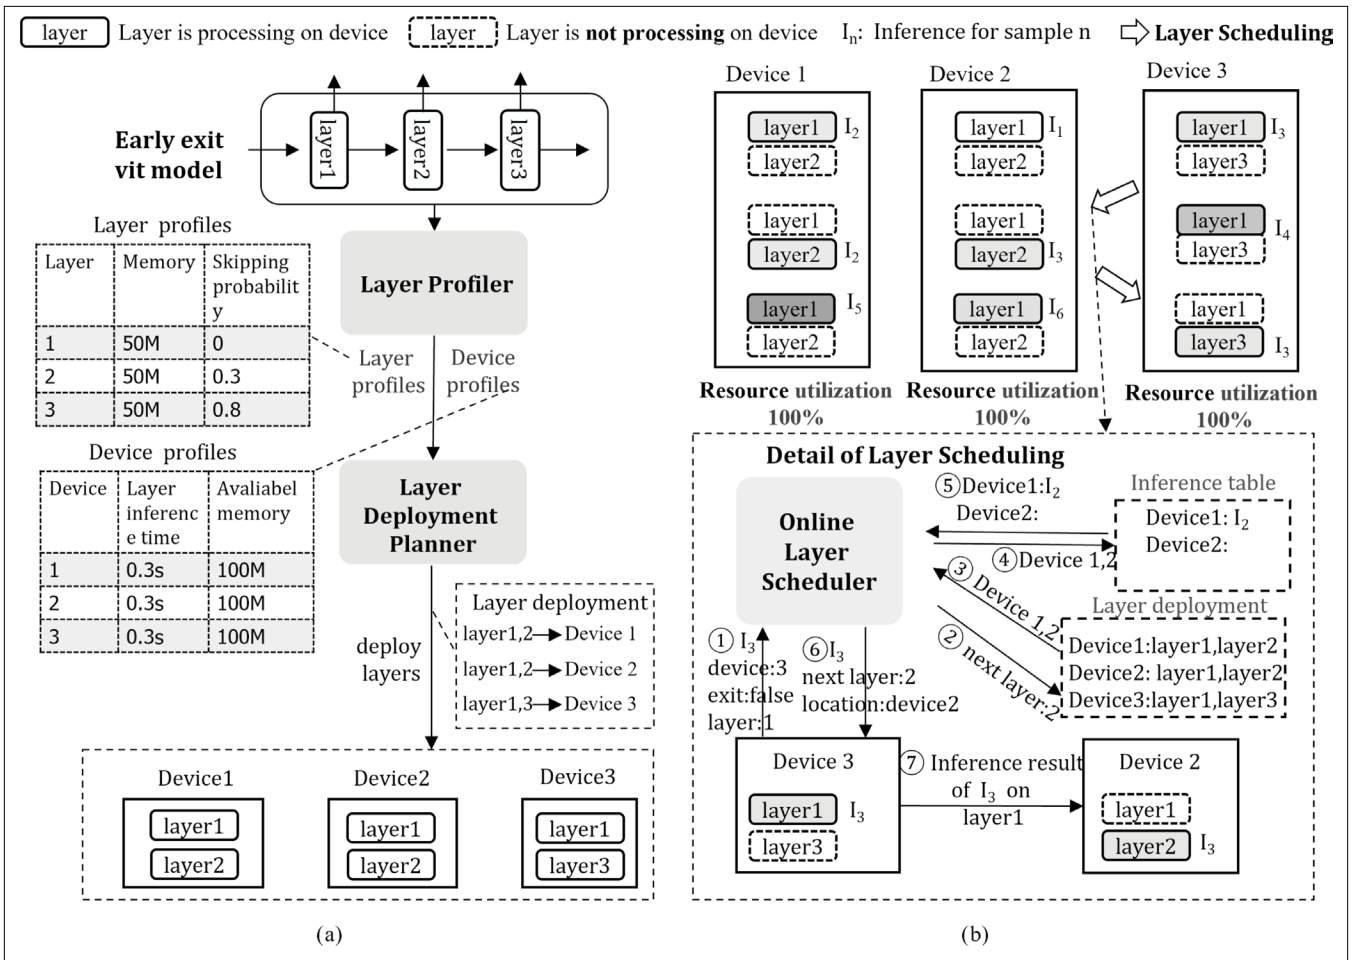 layer Layer is processing on device layer Layer is not processing on device In: Inference for sample n Layer Scheduling
Early exit
vit model
layer1
layer2
layer3
Layer profiles
Layer Memory Skipping
probabilit
y
1 50M 0
2 50M 0.3
3 50M 0.8
Layer Profiler
Layer
profiles
Device
profiles
Device profiles
Device Layer
inferenc
e time
Avaliabel
memory
1 0.3s 100M
2 0.3s 100M
3 0.3s 100M
Layer
Deployment
Planner
deploy
layers
Layer deployment
layer1,2 Device 1
layer1,2 Device 2
layer1,3 Device 3
Device1
layer1
layer2
Device2
layer1
layer2
Device3
layer1
layer3
(a)
Device 1
layer1 I2
layer2
layer1
layer2 I2
layer1 I5
layer2
Resource utilization
100%
Device 2
layer1 I1
layer2
layer1
layer2 I3
layer1 I6
layer2
Resource utilization
100%
Device 3
layer1 I3
layer3
layer1 I4
layer3
layer1
layer3 I3
Resource utilization
100%
Detail of Layer Scheduling
Online
Layer
Scheduler
⑤Device1:I2
Device2:
④Device 1,2
Inference table
Device1: I2
Device2:
③ Device 1,2
② next layer:2
Layer deployment
Device1:layer1,layer2
Device2: layer1,layer2
Device3:layer1,layer3
① I3
device:3
exit:false
layer:1
⑥I3
next layer:2
location:device2
Device 3
layer1 I3
layer3
⑦ Inference result
of I3 on
layer1
Device 2
layer1
layer2 I3
(b)